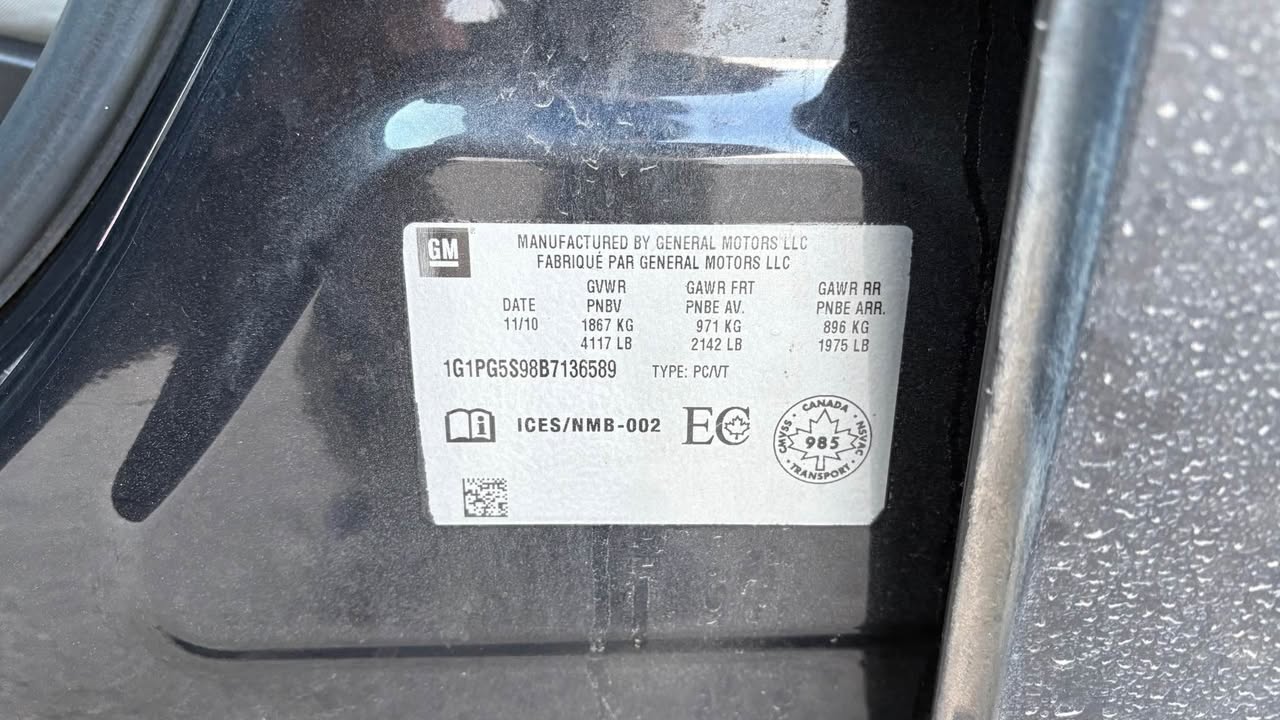 GM
MANUFACTURED BY GENERAL MOTORS LLC
FABRIQUÉ PAR GENERAL MOTORS LLC
GVWR GAWR FRT GAWR RR
DATE PNBV PNBE AV. PNBE ARR.
11/10 1867 KG 971 KG 896 KG
4117 LB 2142 LB 1975 LB
1G1PG5S98B7136589 TYPE: PC/VT
i ICES/NMB-002 EC
CANADA
CMVSS 985 NSVAC
TRANSPORT